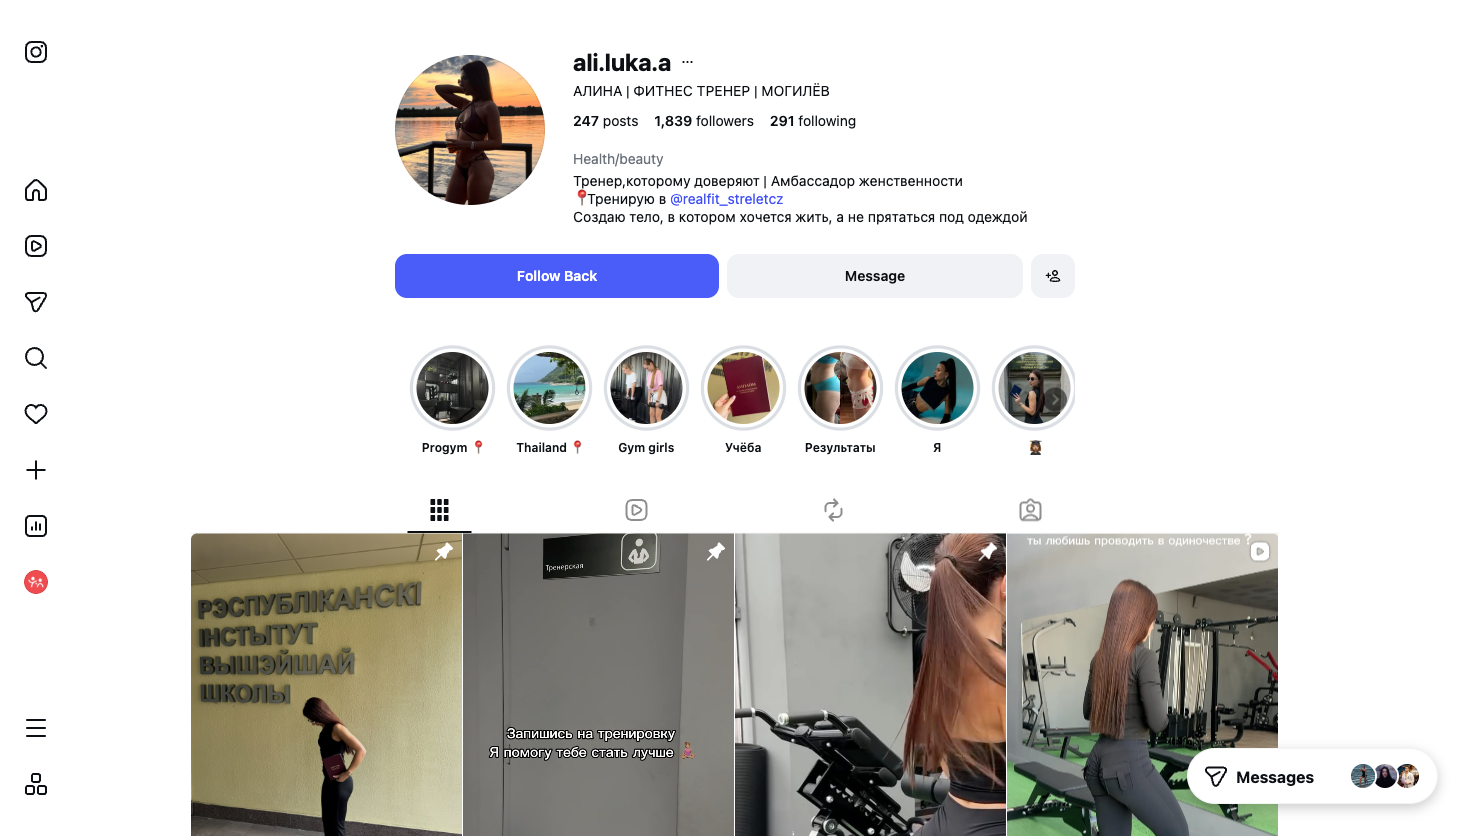 ali.luka.a ...
АЛИНА | ФИТНЕС ТРЕНЕР | МОГИЛЁВ
247 posts 1,839 followers 291 following
Health/beauty
Тренер,которому доверяют | Амбассадор женственности
📍Тренирую в @realfit_streletcz
Создаю тело, в котором хочется жить, а не прятаться под одеждой
Follow Back
Message
Progym 📍
Thailand 📍
Gym girls
Учёба
Результаты
Я
ДИПЛОМ
РЭСПУБЛІКАНСКІ
ІНСТЫТУТ
ВЫШЭЙШАЙ
ШКОЛЫ
Тренерская
Запишись на тренировку
Я помогу тебе стать лучше
ты любишь проводить в одиночестве ?
Messages